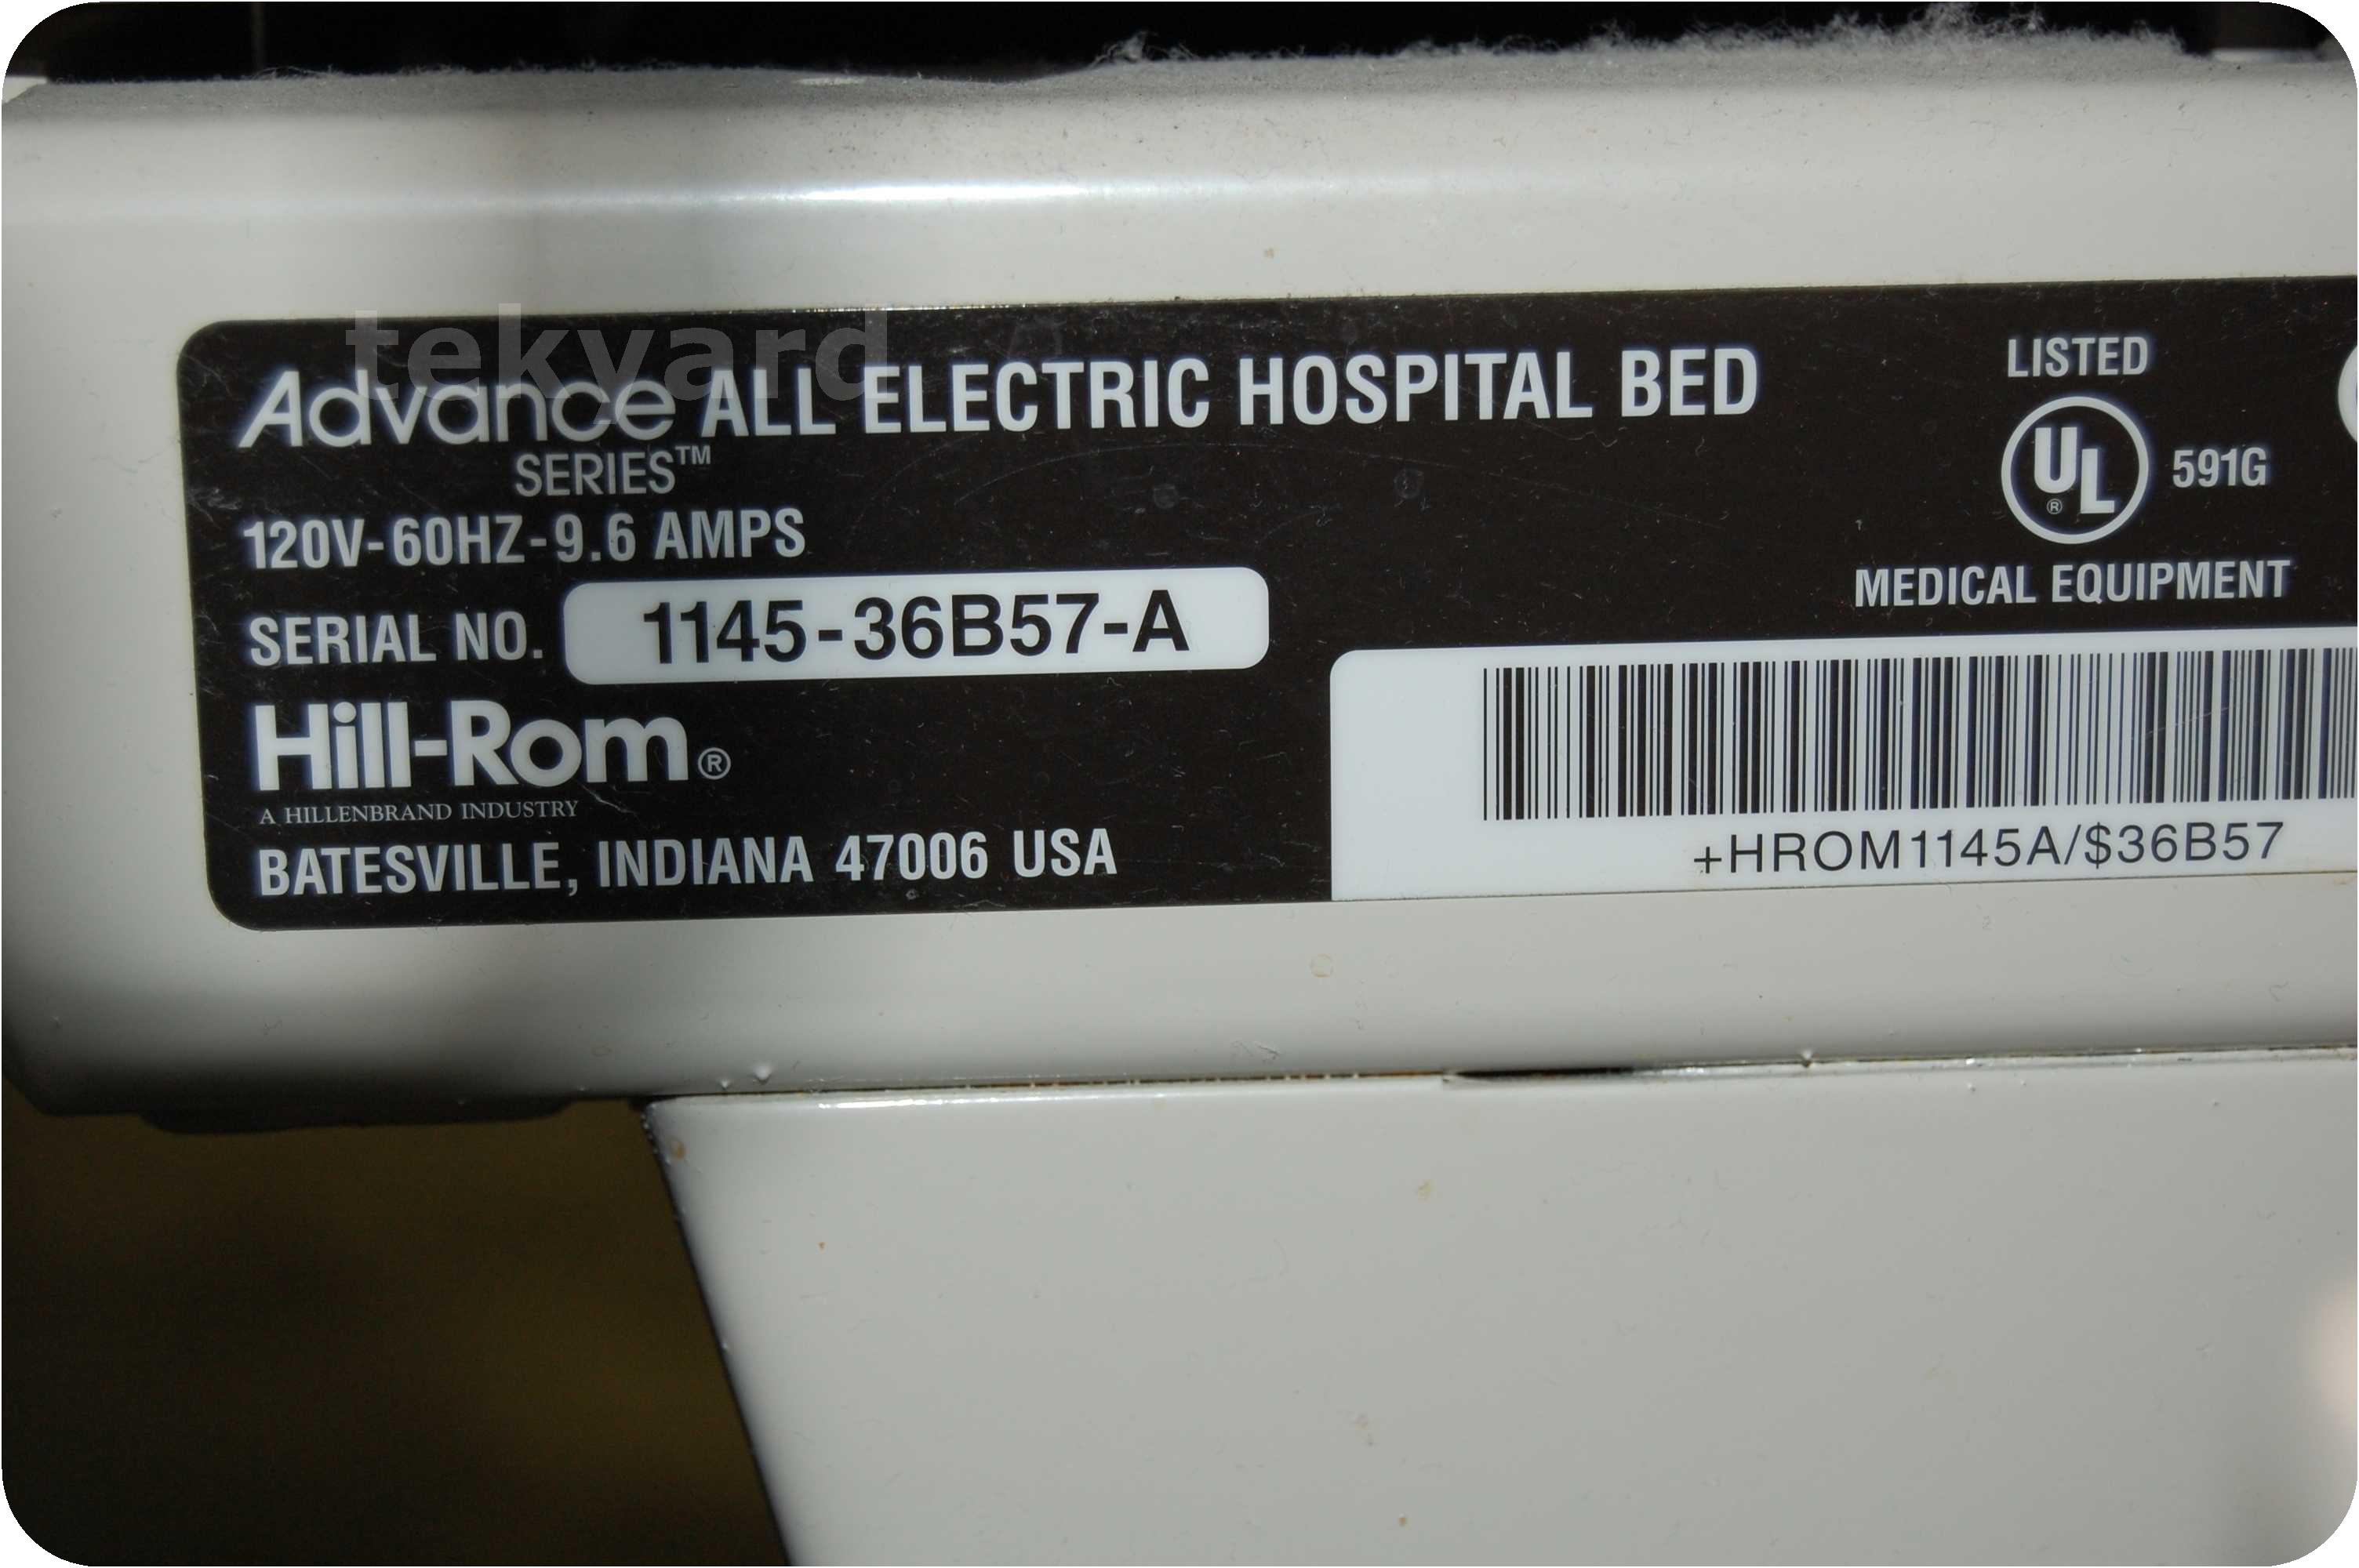 tekyard
Advance ALL ELECTRIC HOSPITAL BED
SERIES™
120V-60HZ-9.6 AMPS
SERIAL NO. 1145-36B57-A
Hill-Rom®
A HILLENBRAND INDUSTRY
BATESVILLE, INDIANA 47006 USA
LISTED
UL® 591G
MEDICAL EQUIPMENT
+HROM1145A/$36B57